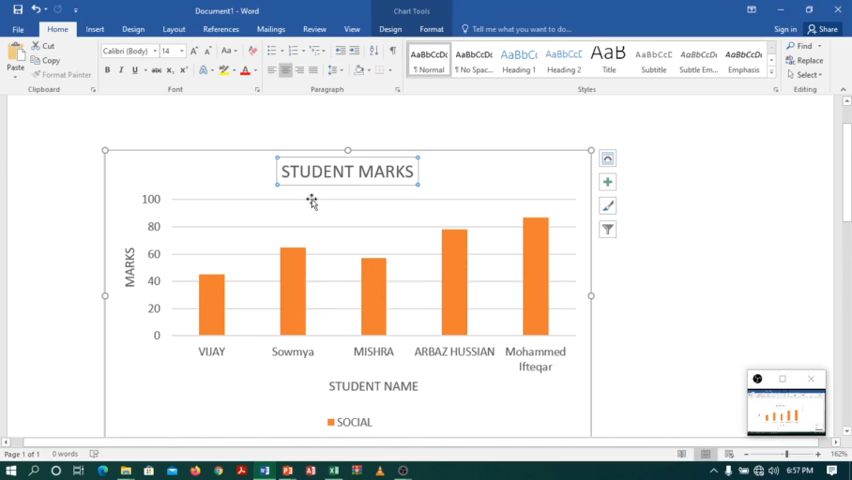 Document1 - Word
Chart Tools
Sign in
Share
File
Home
Insert
Draw
Design
Layout
References
Mailings
Review
View
Design
Format
Tell me what you want to do...
Paste
Cut
Copy
Format Painter
Clipboard
Calibri (Body)
14
Font
Paragraph
AaBbCcDc
¶ Normal
AaBbCcDc
¶ No Spac...
AaBbCc
Heading 1
AaBbCcC
Heading 2
AaB
Title
AaBbCcD
Subtitle
AaBbCcDc
Subtle Em...
AaBbCcDc
Emphasis
Styles
Find
Replace
Select
Editing
STUDENT MARKS
100
80
60
40
20
0
MARKS
VIJAY
Sowmya
MISHRA
ARBAZ HUSSIAN
Mohammed
Ifteqar
STUDENT NAME
SOCIAL
Page 1 of 1
0 words
162%
6:57 PM